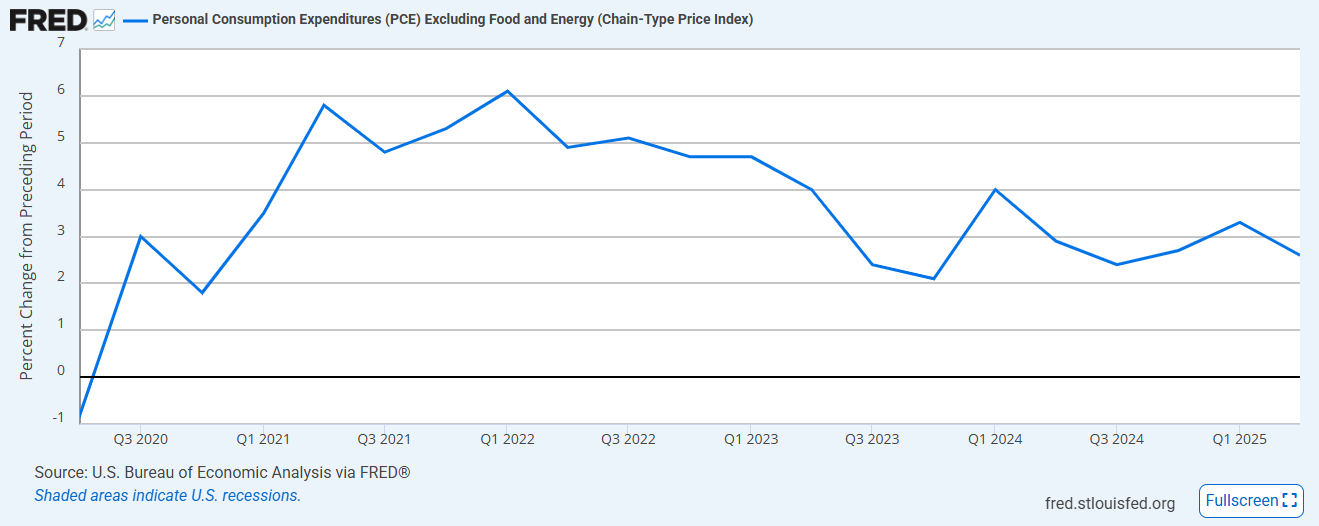 FRED Personal Consumption Expenditures (PCE) Excluding Food and Energy (Chain-Type Price Index)
Percent Change from Preceding Period
7
6
5
4
3
2
1
0
-1
Q3 2020 Q1 2021 Q3 2021 Q1 2022 Q3 2022 Q1 2023 Q3 2023 Q1 2024 Q3 2024 Q1 2025
Source: U.S. Bureau of Economic Analysis via FRED®
Shaded areas indicate U.S. recessions.
fred.stlouisfed.org Fullscreen